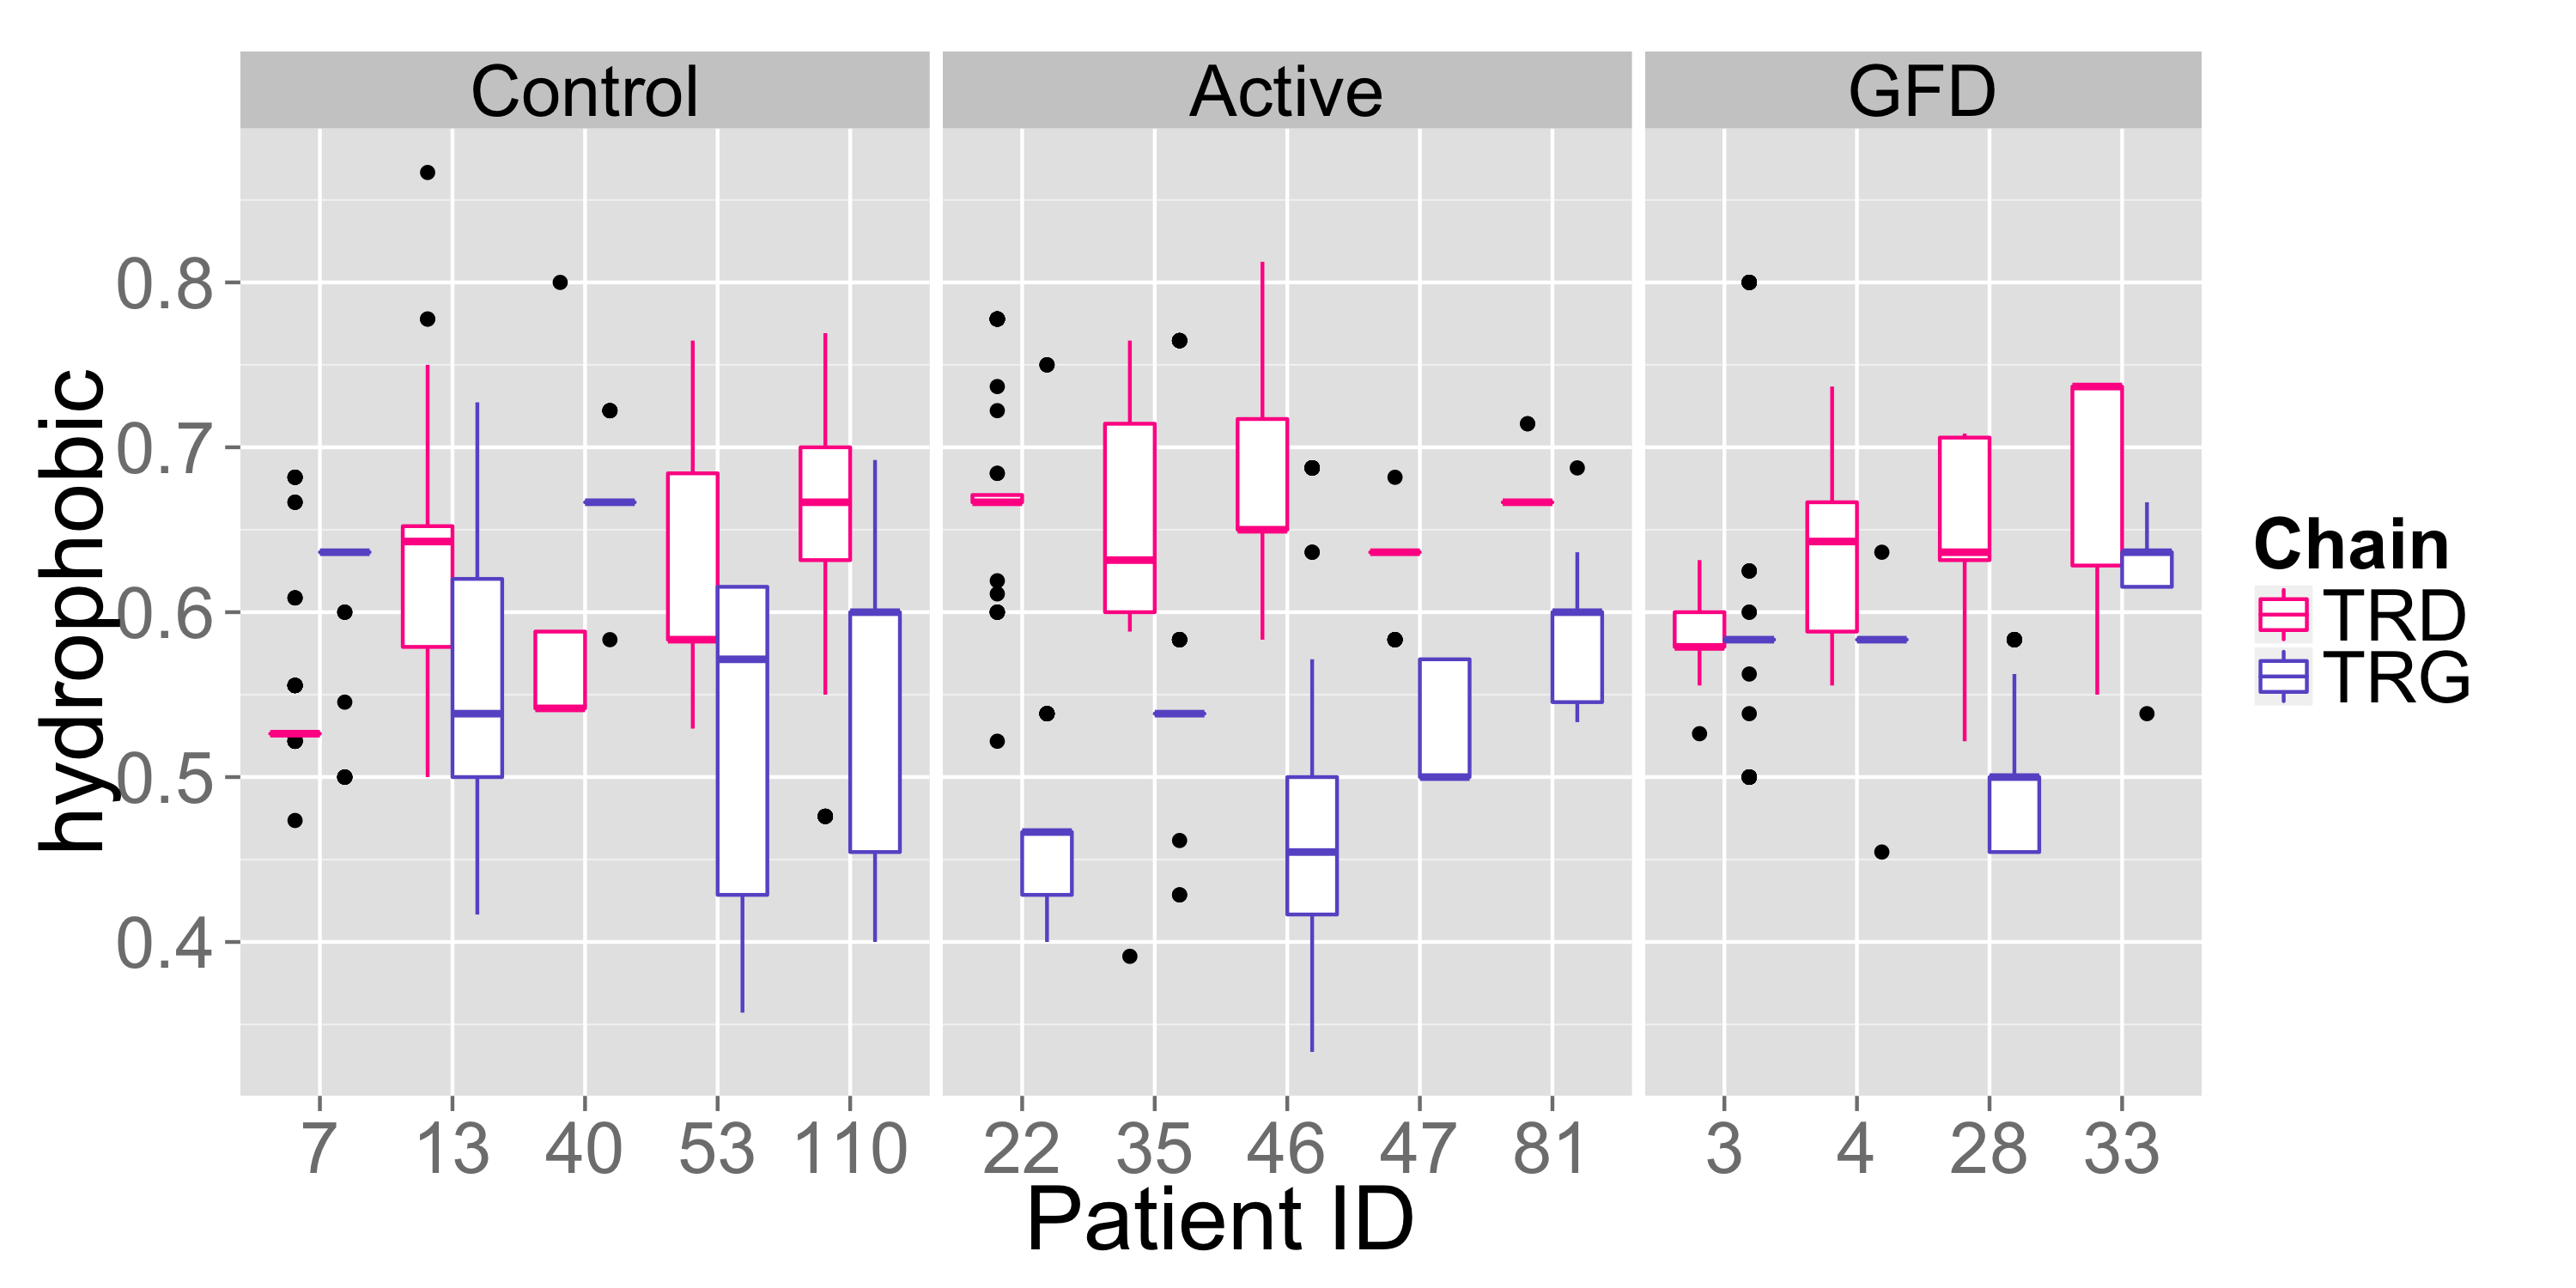 Control Active GFD
hydrophobic
0.8
0.7
0.6
0.5
0.4
7 13 40 53 110 22 35 46 47 81 3 4 28 33
Patient ID
Chain
TRD
TRG